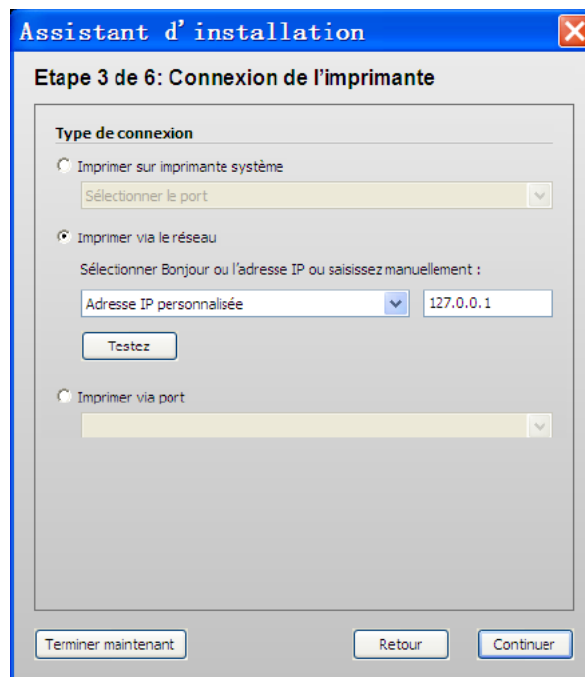 Assistant d'installation
Etape 3 de 6: Connexion de l'imprimante
Type de connexion
Imprimer sur imprimante système
Sélectionner le port
Imprimer via le réseau
Sélectionner Bonjour ou l'adresse IP ou saisissez manuellement :
Adresse IP personnalisée 127.0.0.1
Testez
Imprimer via port
Terminer maintenant Retour Continuer